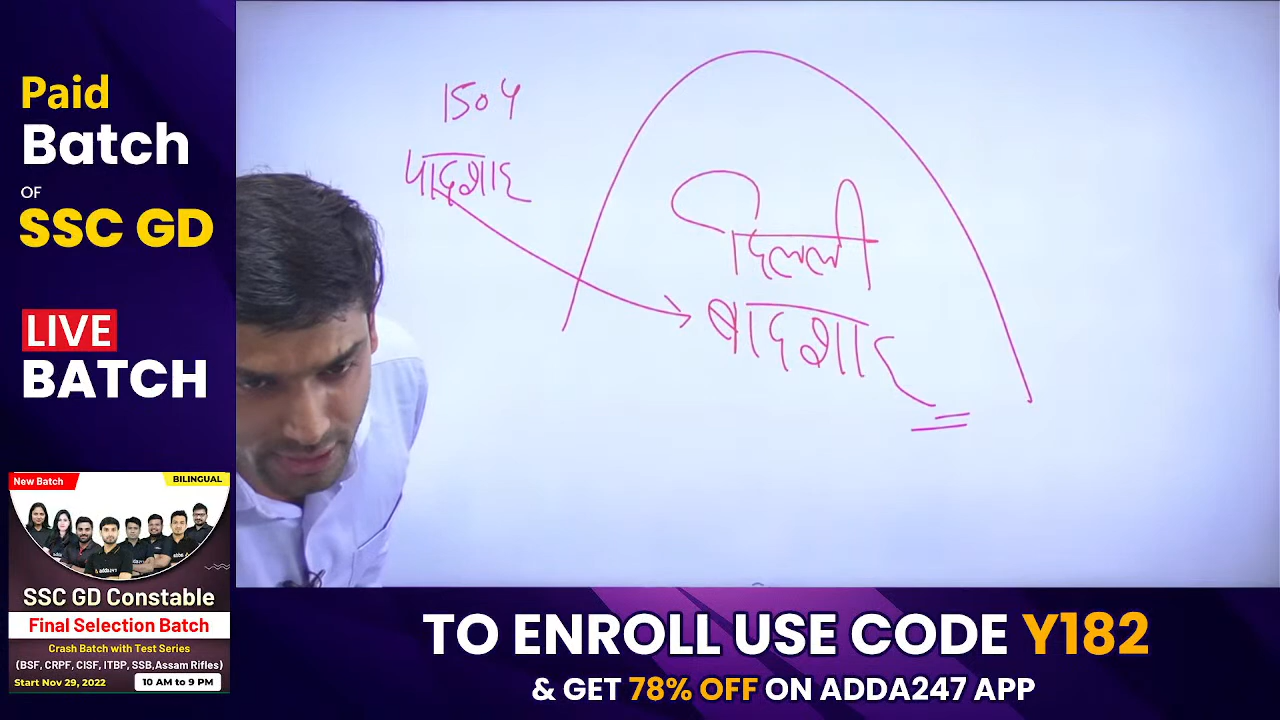 Paid
Batch
OF
SSC GD
LIVE
BATCH
New Batch
BILINGUAL
SSC GD Constable
Final Selection Batch
Crash Batch with Test Series
(BSF, CRPF, CISF, ITBP, SSB,Assam Rifles)
Start Nov 29, 2022
10 AM to 9 PM
1504
पादशाह
दिल्ली
बादशाह
TO ENROLL USE CODE Y182
& GET 78% OFF ON ADDA247 APP